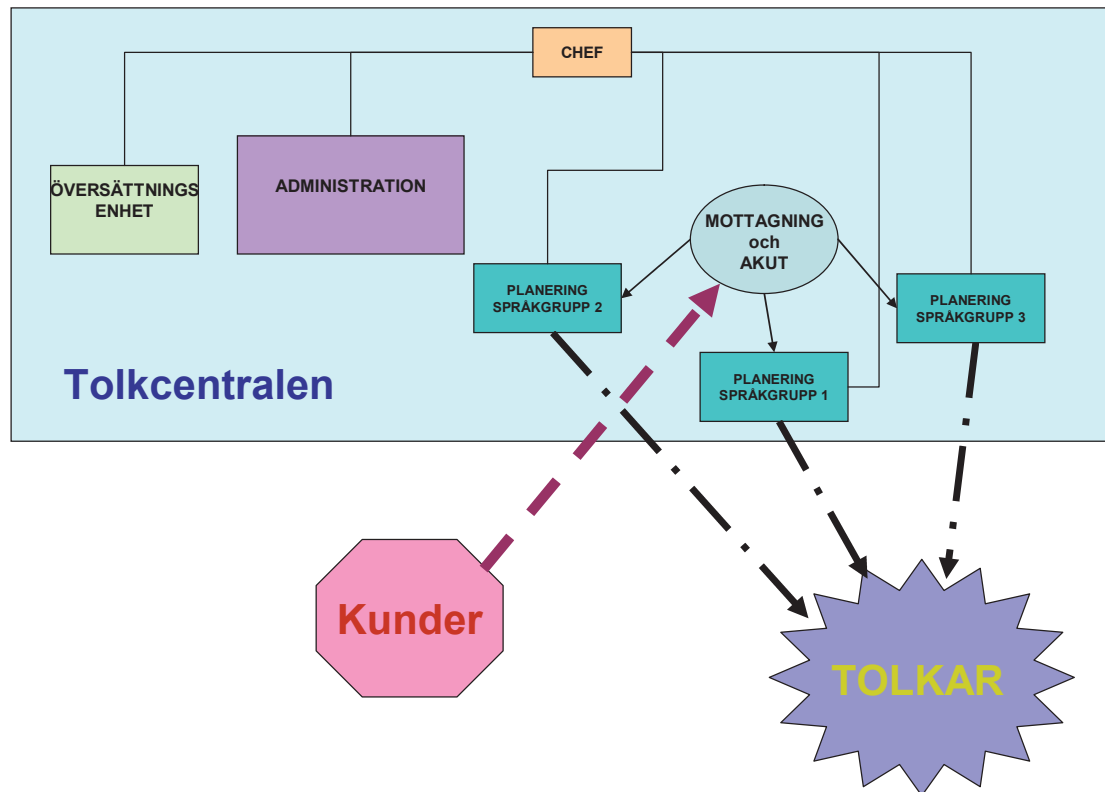 CHEF
ÖVERSÄTTNINGS
ENHET
ADMINISTRATION
MOTTAGNING
och
AKUT
PLANERING
SPRÅKGRUPP 2
PLANERING
SPRÅKGRUPP 3
PLANERING
SPRÅKGRUPP 1
Tolkcentralen
Kunder
TOLKAR